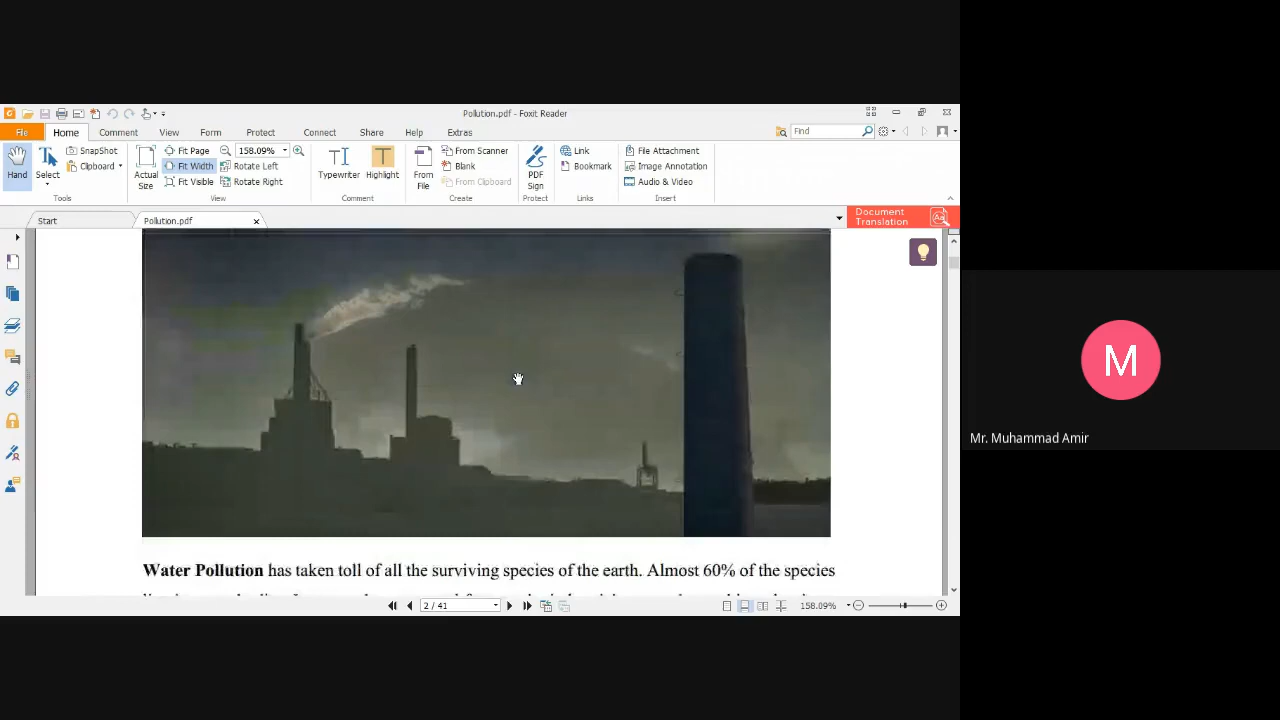 Pollution.pdf - Foxit Reader
File Home Comment View Form Protect Connect Share Help Extras Find
Hand
Select
SnapShot
Clipboard
Tools
Actual Size
Fit Page
Fit Width
Fit Visible
158.09%
Rotate Left
Rotate Right
View
Typewriter
Highlight
Comment
From File
From Scanner
Blank
From Clipboard
Create
PDF Sign
Protect
Link
Bookmark
Links
File Attachment
Image Annotation
Audio & Video
Insert
Start Pollution.pdf
Document Translation
Water Pollution has taken toll of all the surviving species of the earth. Almost 60% of the species
2 / 41
158.09%
M
Mr. Muhammad Amir